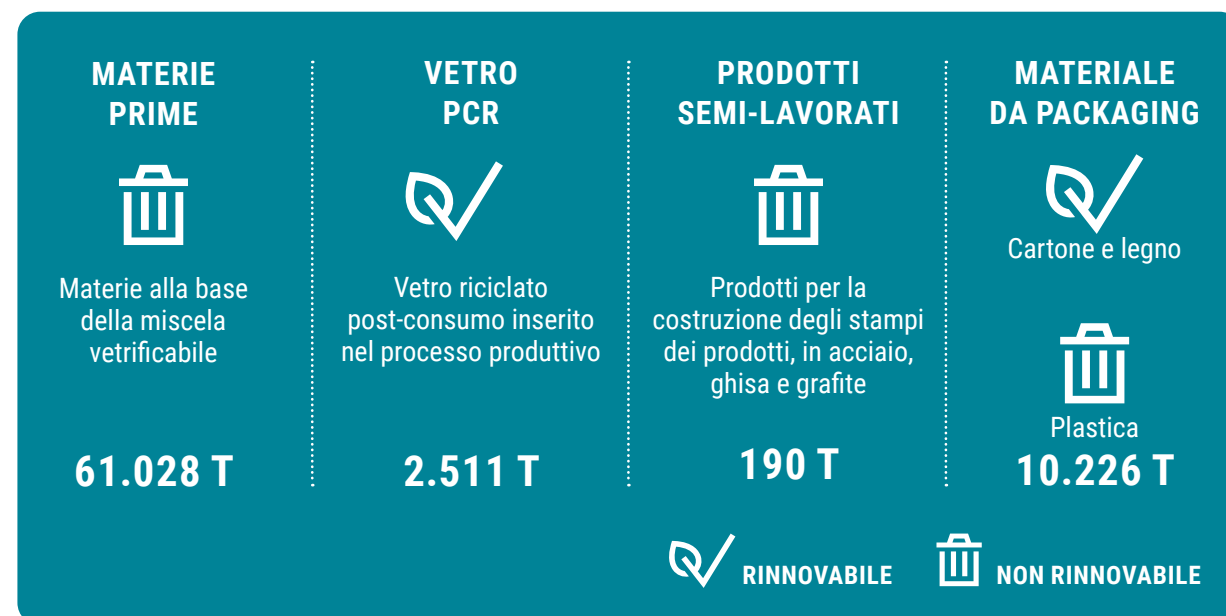 MATERIE
PRIME
Materie alla base
della miscela
vetrificabile
61.028 T
VETRO
PCR
Vetro riciclato
post-consumo inserito
nel processo produttivo
2.511 T
PRODOTTI
SEMI-LAVORATI
Prodotti per la
costruzione degli stampi
dei prodotti, in acciaio,
ghisa e grafite
190 T
MATERIALE
DA PACKAGING
Cartone e legno
Plastica
10.226 T
RINNOVABILE
NON RINNOVABILE